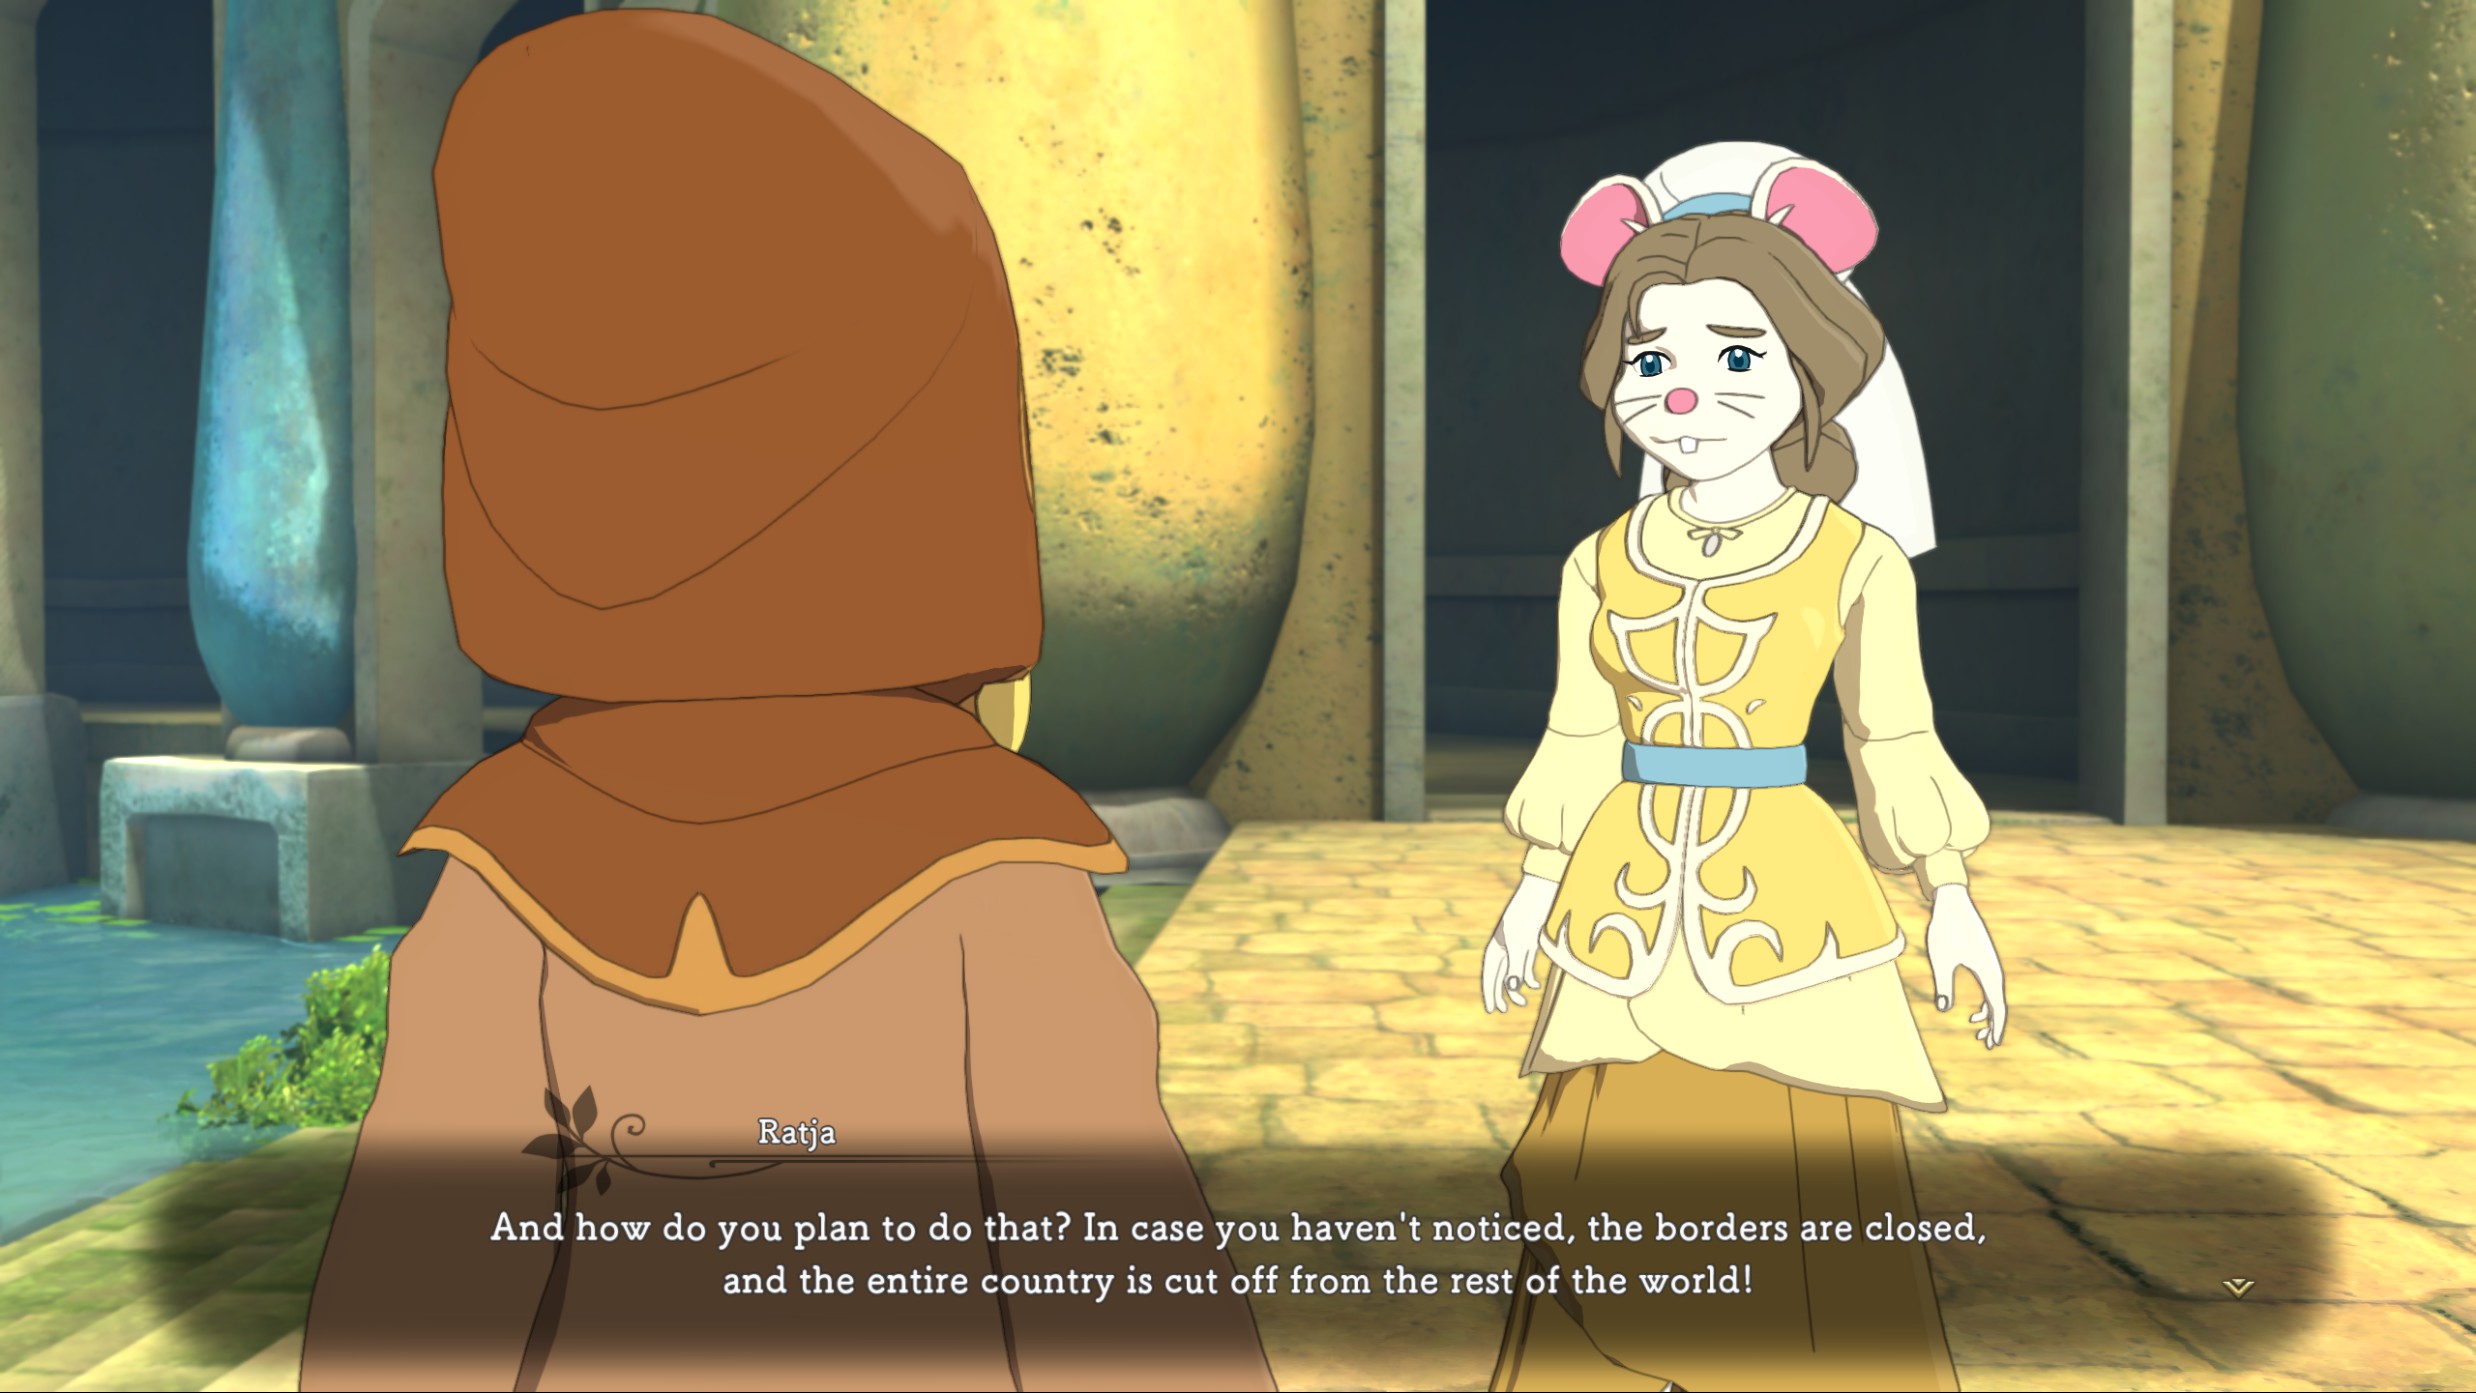 Ratja
And how do you plan to do that? In case you haven't noticed, the borders are closed,
and the entire country is cut off from the rest of the world!